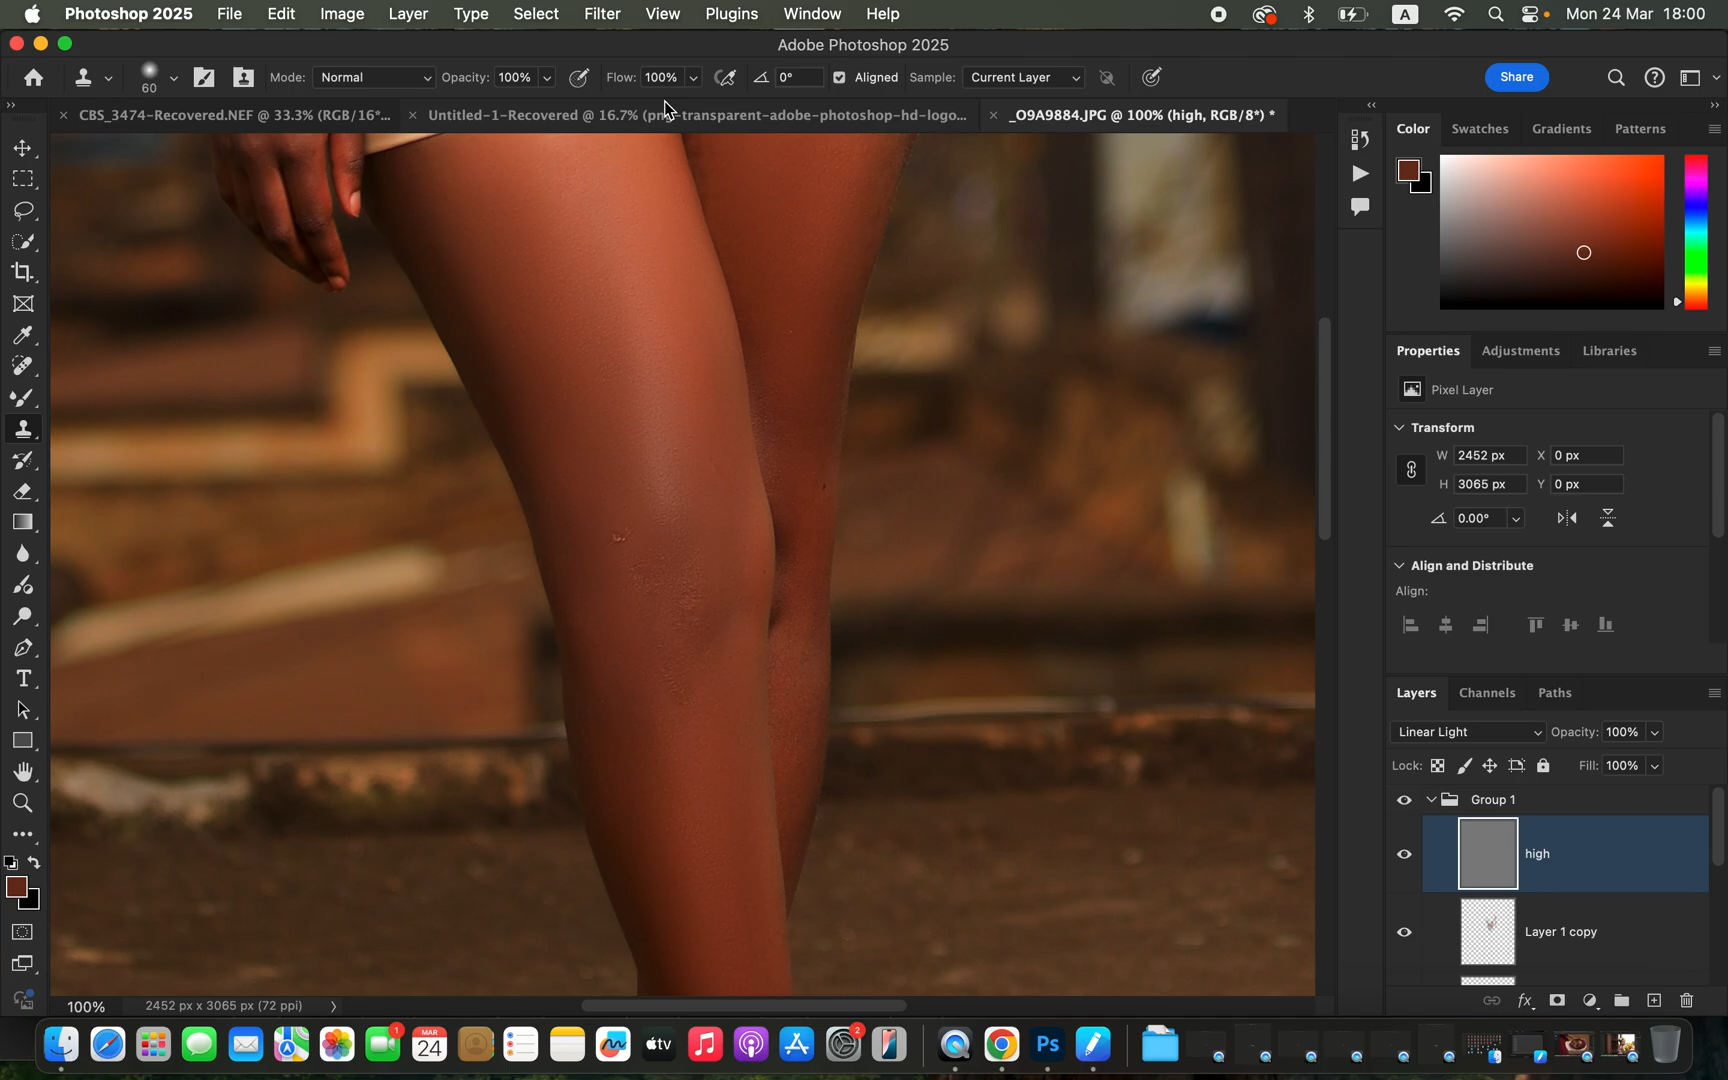 Photoshop 2025 File Edit Image Layer Type Select Filter View Plugins Window Help A Mon 24 Mar 18:00
Adobe Photoshop 2025
60 Mode: Normal Opacity: 100% Flow: 100% 0° Aligned Sample: Current Layer Share
CBS_3474-Recovered.NEF @ 33.3% (RGB/16*... Untitled-1-Recovered @ 16.7% (png-transparent-adobe-photoshop-hd-logo... _O9A9884.JPG @ 100% (high, RGB/8*) *
Color Swatches Gradients Patterns
Properties Adjustments Libraries
Pixel Layer
Transform
W 2452 px X 0 px
H 3065 px Y 0 px
0.00°
Align and Distribute
Align:
Layers Channels Paths
Linear Light Opacity: 100%
Lock: Fill: 100%
Group 1
high
Layer 1 copy
fx
100% 2452 px x 3065 px (72 ppi)
1 MAR 24 tv 2 Ps